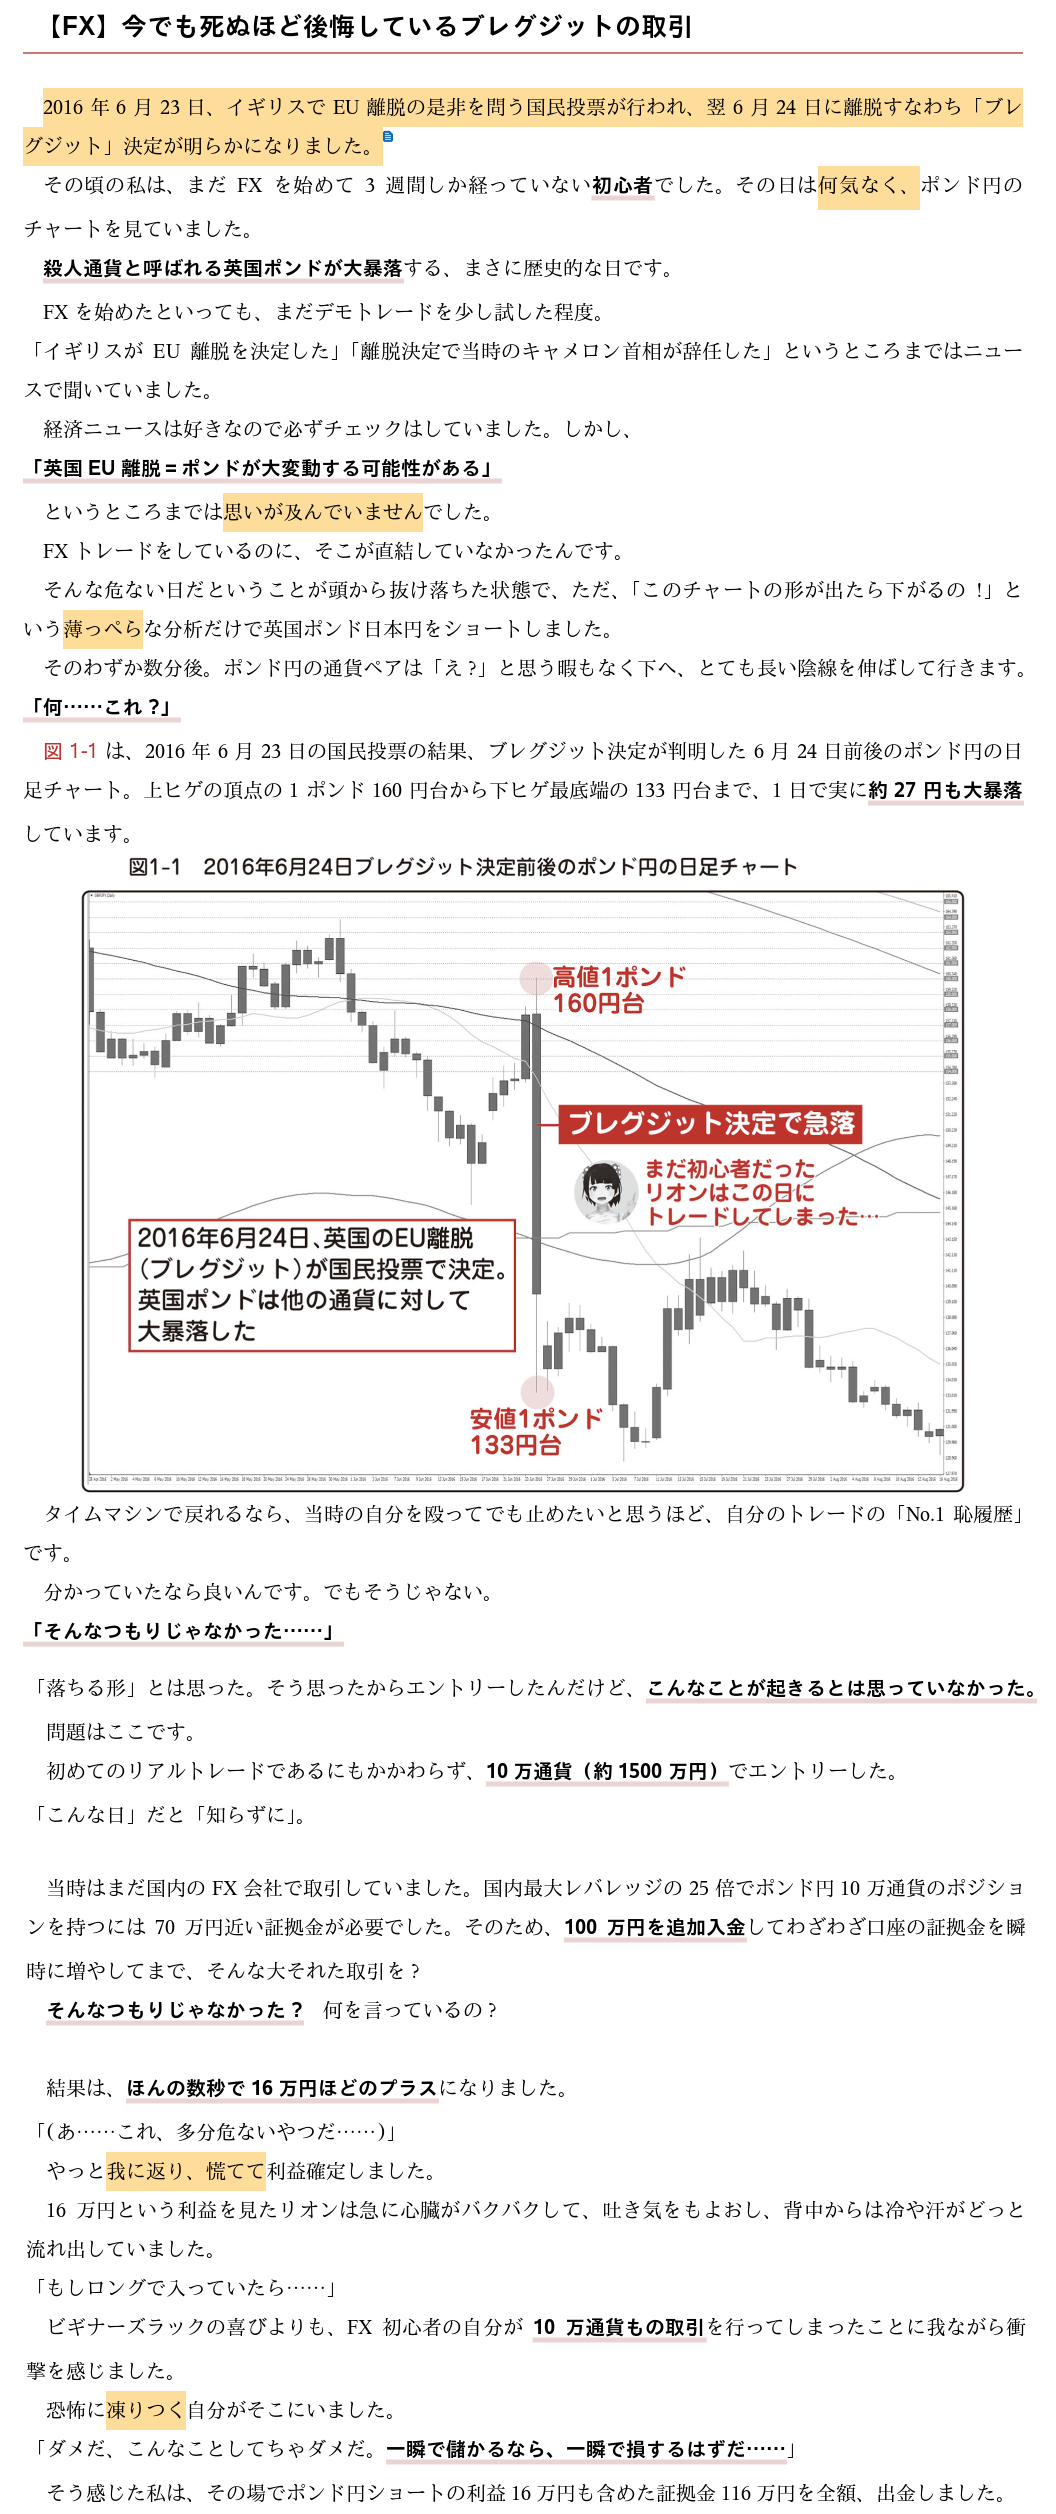 【FX】今でも死ぬほど後悔しているブレグジットの取引
2016 年 6 月 23 日、イギリスで EU 離脱の是非を問う国民投票が行われ、翌 6 月 24 日に離脱すなわち「ブレ
グジット」決定が明らかになりました。
その頃の私は、まだ FX を始めて 3 週間しか経っていない初心者でした。その日は何気なく、ポンド円の
チャートを見ていました。
殺人通貨と呼ばれる英国ポンドが大暴落する、まさに歴史的な日です。
FX を始めたといっても、まだデモトレードを少し試した程度。
「イギリスが EU 離脱を決定した」「離脱決定で当時のキャメロン首相が辞任した」というところまではニュー
スで聞いていました。
経済ニュースは好きなので必ずチェックはしていました。しかし、
「英国 EU 離脱 = ポンドが大変動する可能性がある」
というところまでは思いが及んでいませんでした。
FX トレードをしているのに、そこが直結していなかったんです。
そんな危ない日だということが頭から抜け落ちた状態で、ただ、「このチャートの形が出たら下がるの !」と
いう薄っぺらな分析だけで英国ポンド日本円をショートしました。
そのわずか数分後。ポンド円の通貨ペアは「え ?」と思う暇もなく下へ、とても長い陰線を伸ばして行きます。
「何……これ ?」
図 1-1 は、2016 年 6 月 23 日の国民投票の結果、ブレグジット決定が判明した 6 月 24 日前後のポンド円の日
足チャート。上ヒゲの頂点の 1 ポンド 160 円台から下ヒゲ最底端の 133 円台まで、1 日で実に約 27 円も大暴落
しています。
図1-1 2016年6月24日ブレグジット決定前後のポンド円の日足チャート
高値1ポンド
160円台
ブレグジット決定で急落
まだ初心者だった
リオンはこの日に
トレードしてしまった…
2016年6月24日、英国のEU離脱
（ブレグジット）が国民投票で決定。
英国ポンドは他の通貨に対して
大暴落した
安値1ポンド
133円台
タイムマシンで戻れるなら、当時の自分を殴ってでも止めたいと思うほど、自分のトレードの「No.1 恥履歴」
です。
分かっていたなら良いんです。でもそうじゃない。
「そんなつもりじゃなかった……」
「落ちる形」とは思った。そう思ったからエントリーしたんだけど、こんなことが起きるとは思っていなかった。
問題はここです。
初めてのリアルトレードであるにもかかわらず、10 万通貨（約 1500 万円）でエントリーした。
「こんな日」だと「知らずに」。
当時はまだ国内の FX 会社で取引していました。国内最大レバレッジの 25 倍でポンド円 10 万通貨のポジショ
ンを持つには 70 万円近い証拠金が必要でした。そのため、100 万円を追加入金してわざわざ口座の証拠金を瞬
時に増やしてまで、そんな大それた取引を ?
そんなつもりじゃなかった ? 何を言っているの ?
結果は、ほんの数秒で 16 万円ほどのプラスになりました。
「(あ……これ、多分危ないやつだ……)」
やっと我に返り、慌てて利益確定しました。
16 万円という利益を見たリオンは急に心臓がバクバクして、吐き気をもよおし、背中からは冷や汗がどっと
流れ出していました。
「もしロングで入っていたら……」
ビギナーズラックの喜びよりも、FX 初心者の自分が 10 万通貨もの取引を行ってしまったことに我ながら衝
撃を感じました。
恐怖に凍りつく自分がそこにいました。
「ダメだ、こんなことしてちゃダメだ。一瞬で儲かるなら、一瞬で損するはずだ……」
そう感じた私は、その場でポンド円ショートの利益 16 万円も含めた証拠金 116 万円を全額、出金しました。